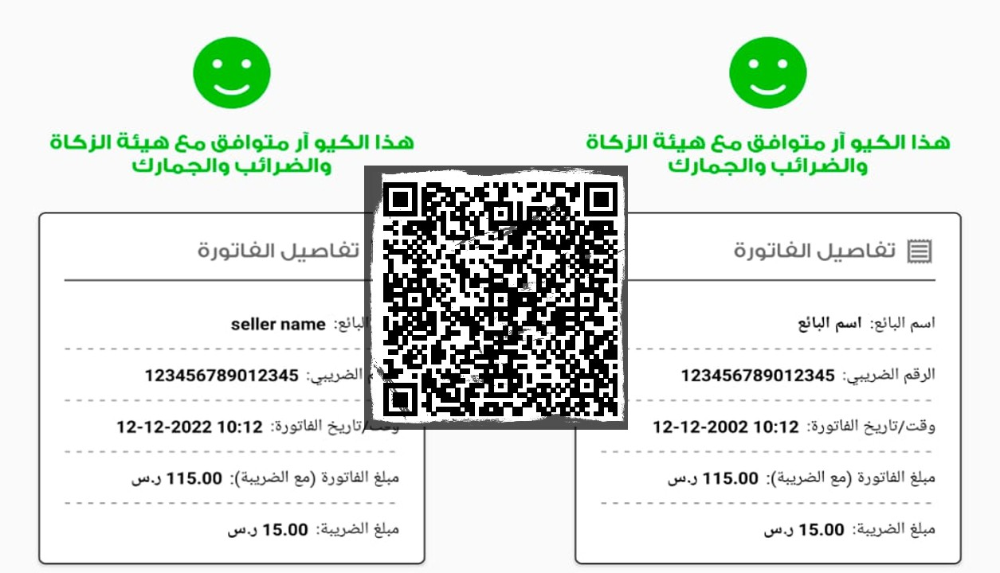 هذا الكيو آر متوافق مع هيئة الزكاة
والضرائب والجمارك
تفاصيل الفاتورة
اسم البائع: اسم البائع
الرقم الضريبي: 123456789012345
وقت/تاريخ الفاتورة: 12-12-2002 10:12
مبلغ الفاتورة (مع الضريبة): 115.00 ر.س
مبلغ الضريبة: 15.00 ر.س
هذا الكيو آر متوافق مع هيئة الزكاة
والضرائب والجمارك
تفاصيل الفاتورة
البائع: seller name
الضريبي: 123456789012345
وقت/تاريخ الفاتورة: 12-12-2022 10:12
مبلغ الفاتورة (مع الضريبة): 115.00 ر.س
مبلغ الضريبة: 15.00 ر.س